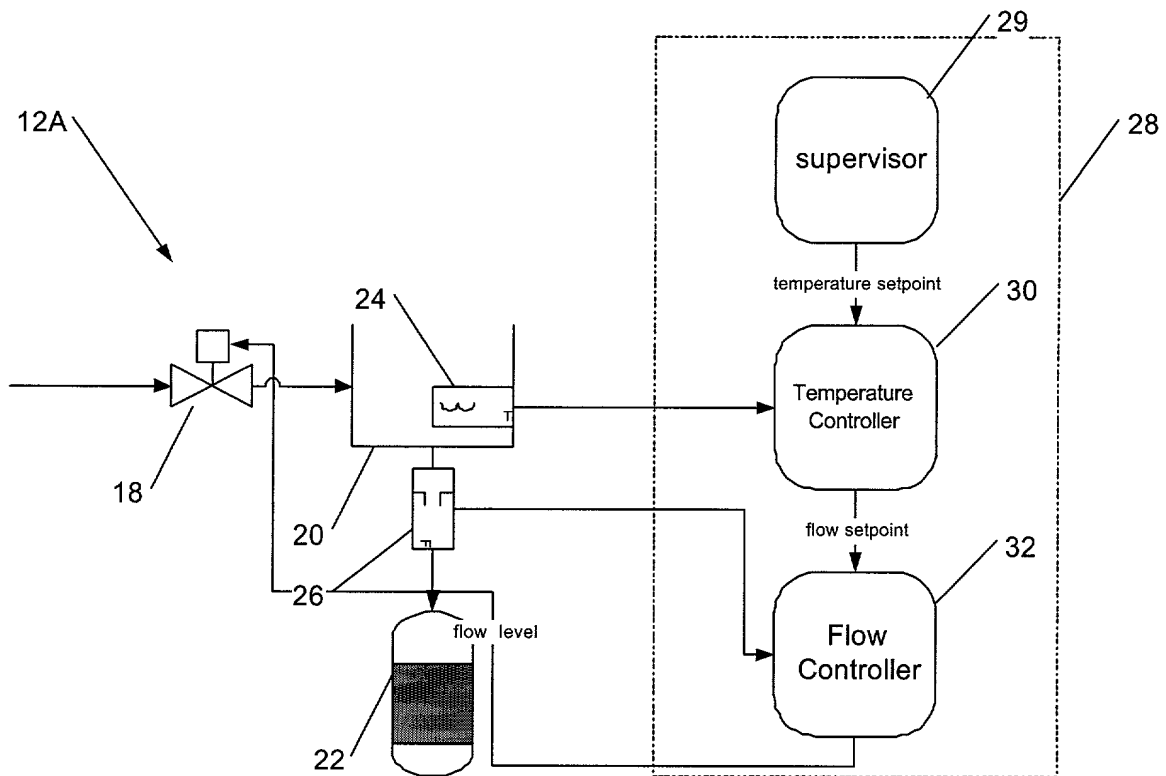 29
12A
28
supervisor
temperature setpoint
24
30
Temperature
Controller
18
20
flow setpoint
32
26
flow level
Flow
Controller
22